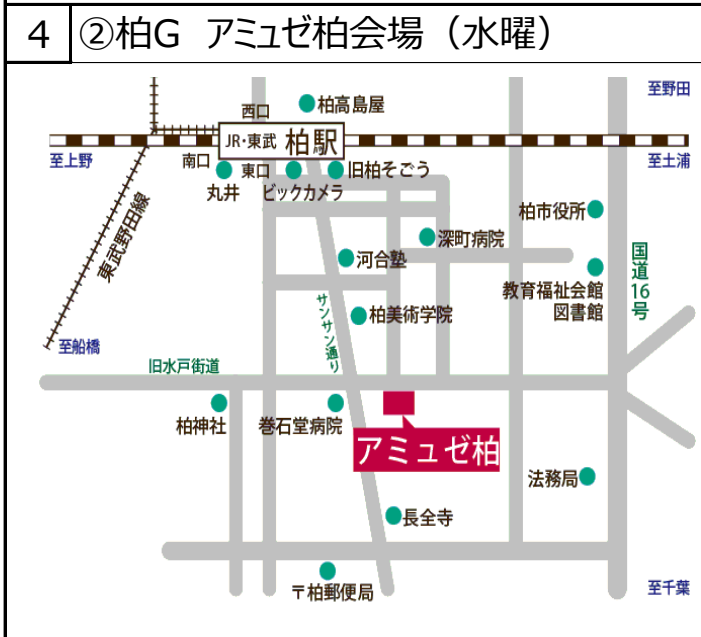 4 ②柏G アミュゼ柏会場（水曜）
至野田
柏高島屋
西口
JR・東武 柏駅
至上野
南口
東口
旧柏そごう
至土浦
丸井
ビックカメラ
東武野田線
柏市役所
深町病院
河合塾
国道16号
教育福祉会館
図書館
サンサン通り
柏美術学院
至船橋
旧水戸街道
柏神社
巻石堂病院
アミュゼ柏
法務局
長全寺
〒柏郵便局
至千葉